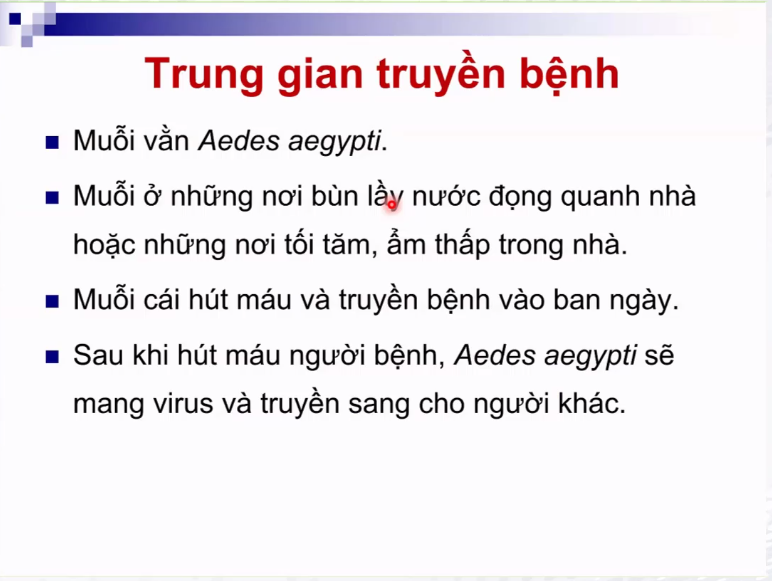 Trung gian truyền bệnh
Muỗi vằn Aedes aegypti.
Muỗi ở những nơi bùn lầy nước đọng quanh nhà
hoặc những nơi tối tăm, ẩm thấp trong nhà.
Muỗi cái hút máu và truyền bệnh vào ban ngày.
Sau khi hút máu người bệnh, Aedes aegypti sẽ
mang virus và truyền sang cho người khác.